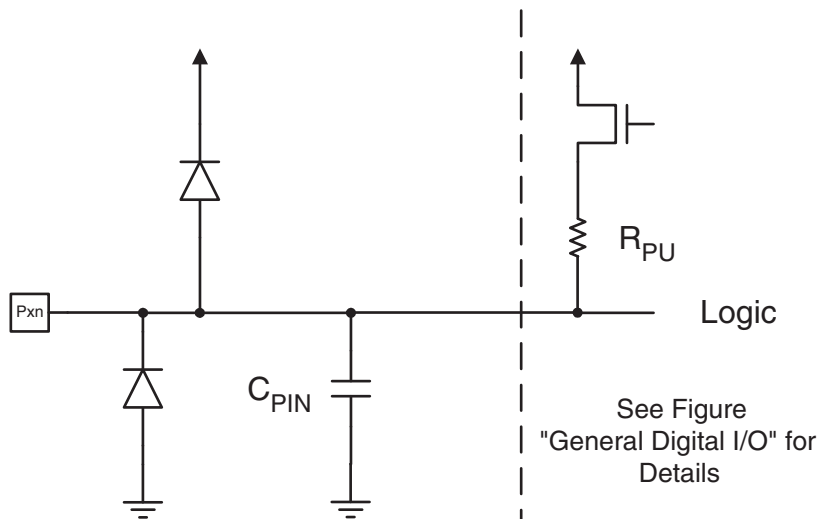 R_PU
Pxn
Logic
C_PIN
See Figure
"General Digital I/O" for
Details